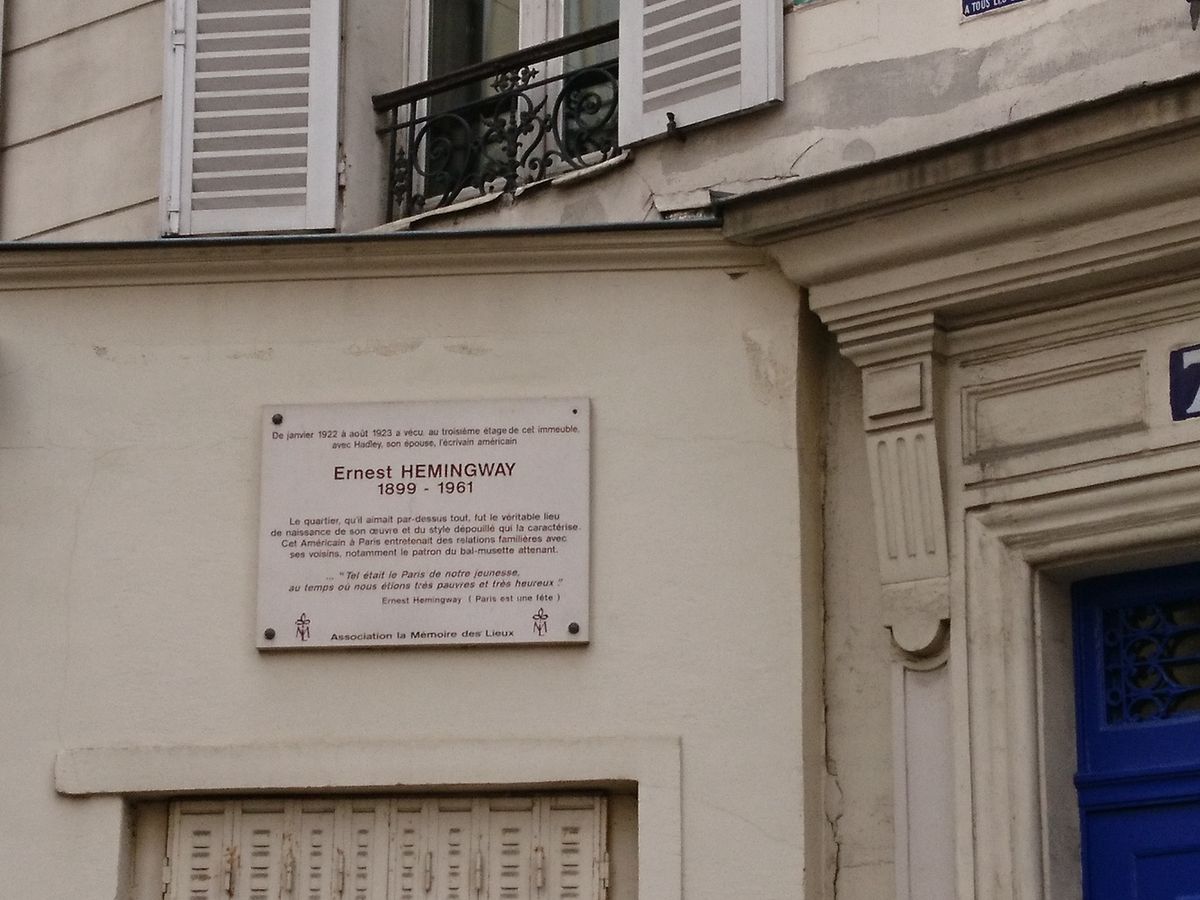 A TOUS LES
De janvier 1922 à août 1923 a vécu, au troisième étage de cet immeuble,
avec Hadley, son épouse, l'écrivain américain
Ernest HEMINGWAY
1899 - 1961
Le quartier, qu'il aimait par-dessus tout, fut le véritable lieu
de naissance de son œuvre et du style dépouillé qui la caractérise.
Cet Américain à Paris entretenait des relations familières avec
ses voisins, notamment le patron du bal-musette attenant.
... "Tel était le Paris de notre jeunesse,
au temps où nous étions très pauvres et très heureux."
Ernest Hemingway ( Paris est une fête )
Association la Mémoire des Lieux
7